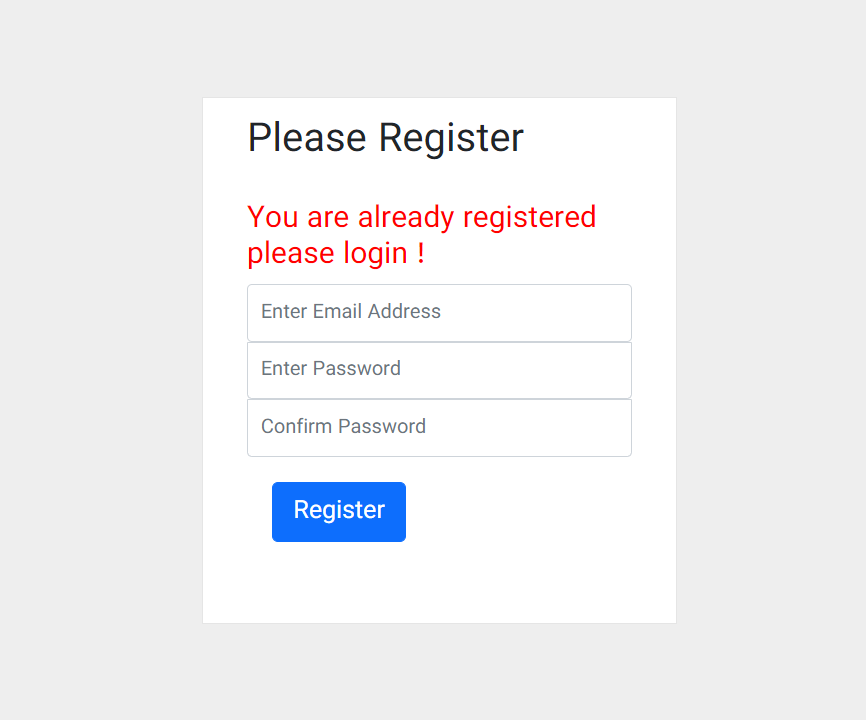 Please Register
You are already registered
please login !
Enter Email Address
Enter Password
Confirm Password
Register